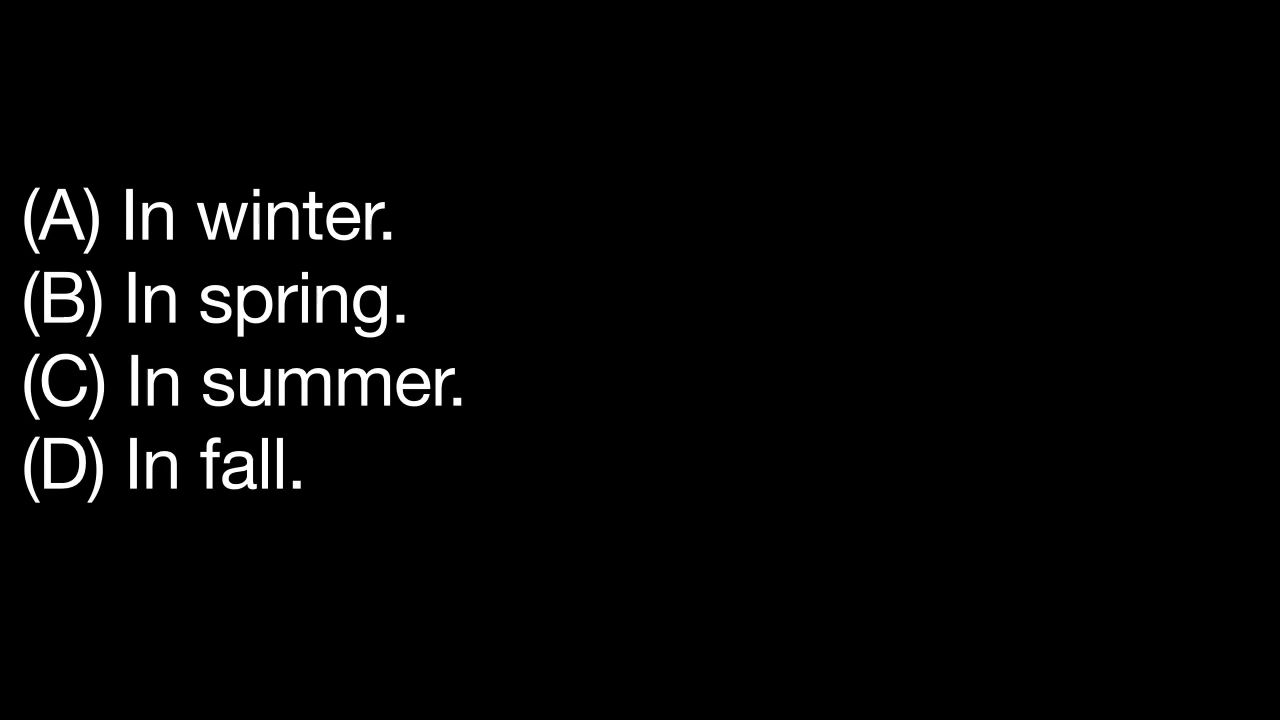 (A) In winter.
(B) In spring.
(C) In summer.
(D) In fall.